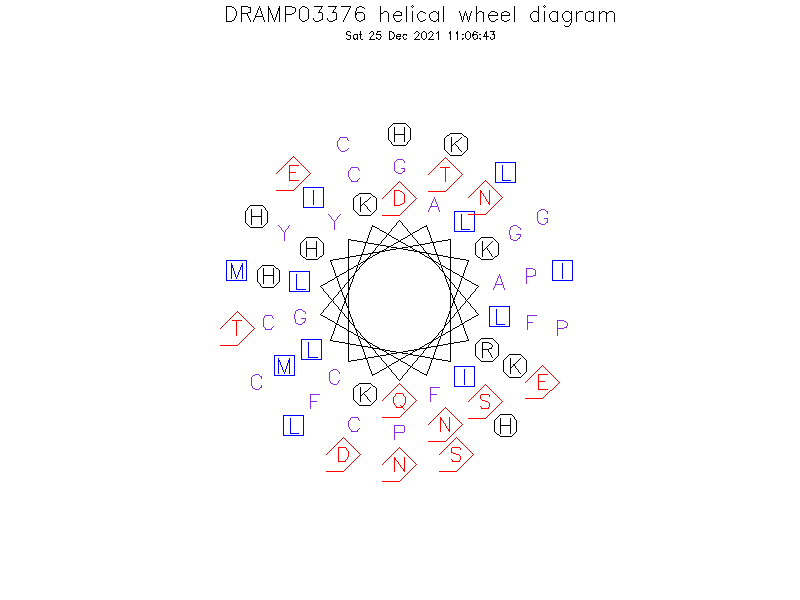 DRAMP03376 helical wheel diagram
Sat 25 Dec 2021 11:06:43
H
C K
E C G T L
I K D A N
H Y L G
Y G
H K
M H L A P I
T C G L F P
L R
M K
C C I E
F K Q F S
L C P N H
D N S